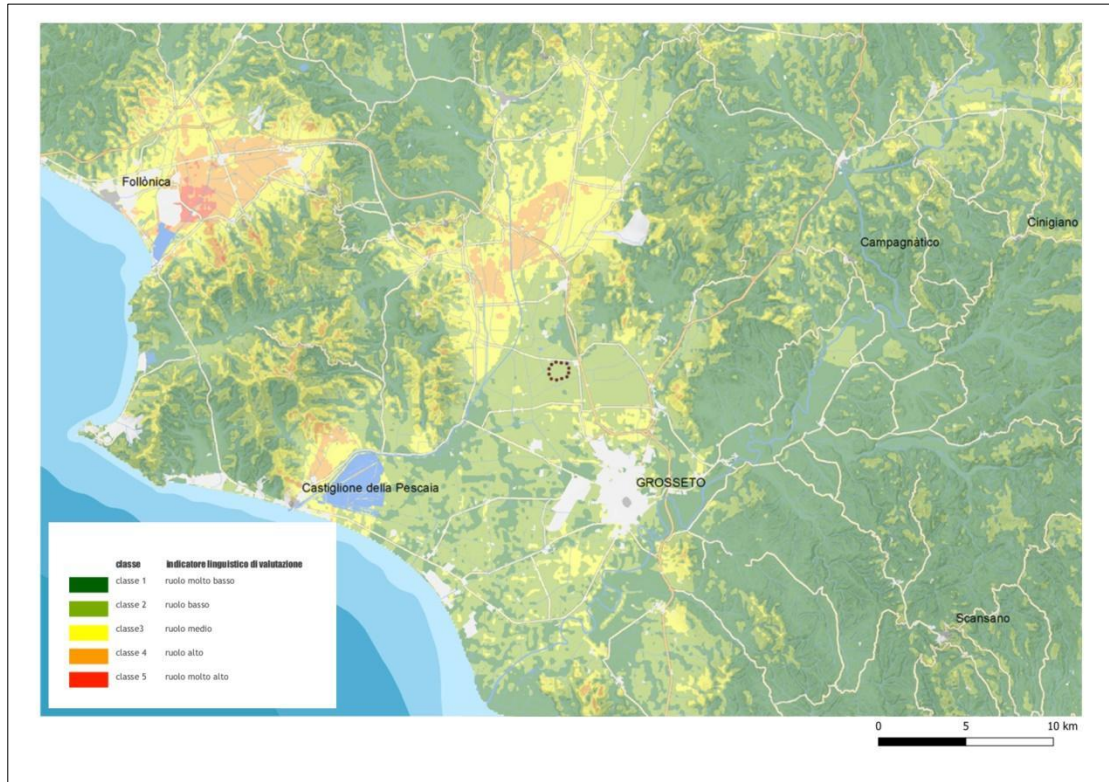 Follònica
Campagnàtico
Cinigiano
Castiglione della Pescaia
GROSSETO
Scansano
classe indicatore linguistico di valutazione
classe 1 ruolo molto basso
classe 2 ruolo basso
classe3 ruolo medio
classe 4 ruolo alto
classe 5 ruolo molto alto
0 5 10 km